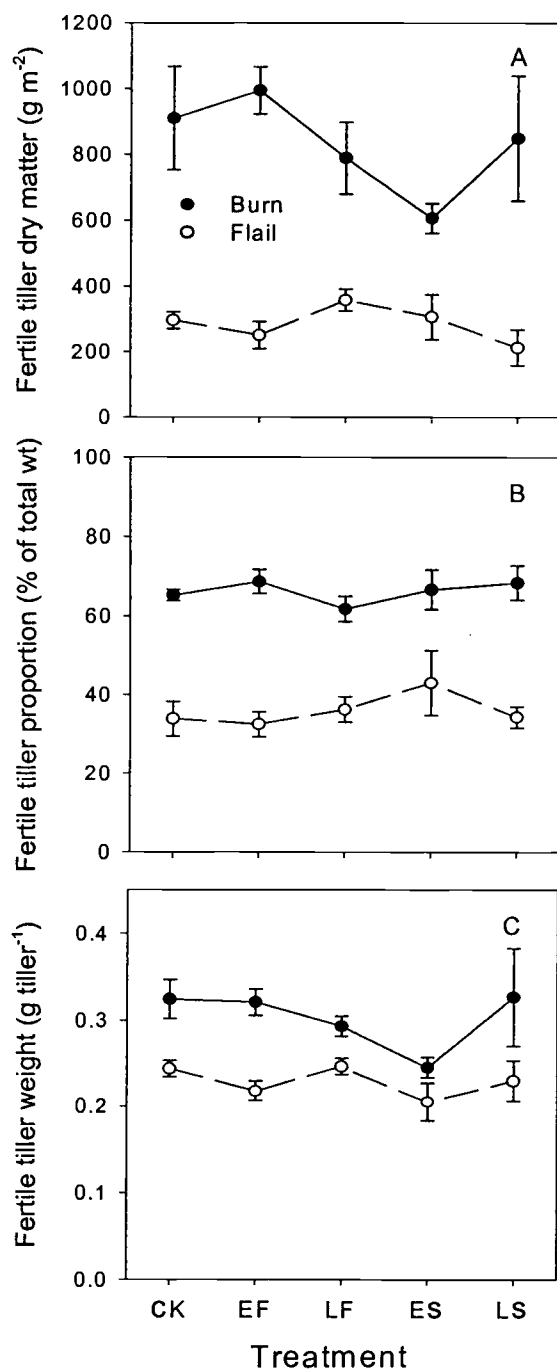 Fertile tiller dry matter (g m-2)
1200
1000
800
600
400
200
0
A
Burn
Flail
Fertile tiller proportion (% of total wt)
100
80
60
40
20
0
B
Fertile tiller weight (g tiller-1)
0.4
0.3
0.2
0.1
0.0
C
CK EF LF ES LS
Treatment